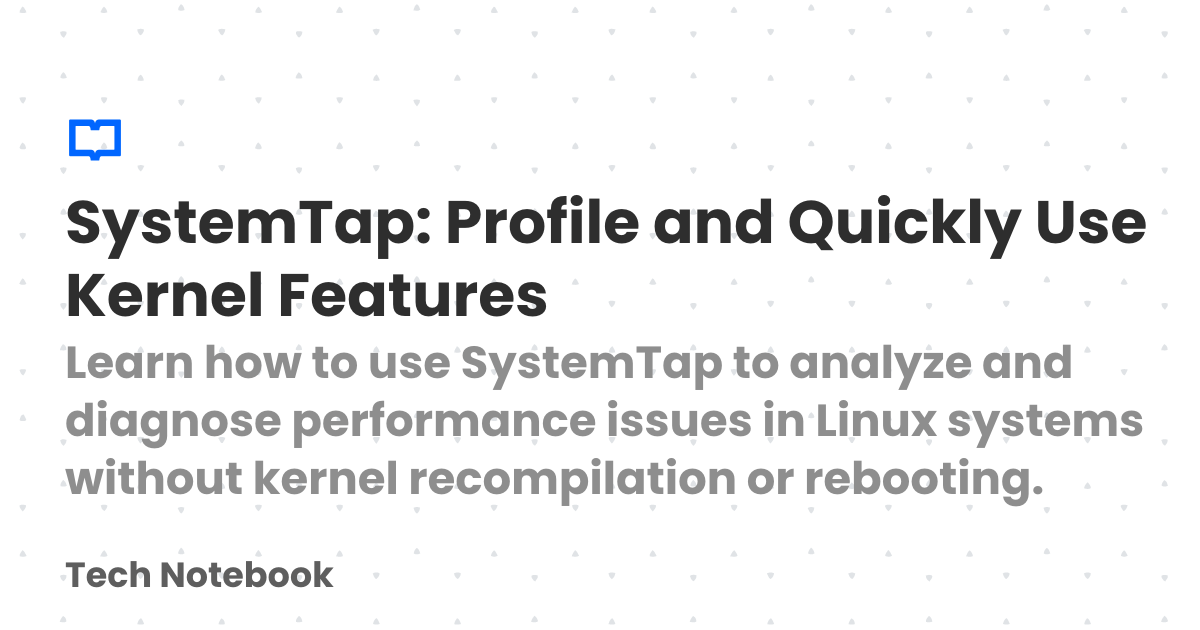 SystemTap: Profile and Quickly Use
Kernel Features
Learn how to use SystemTap to analyze and
diagnose performance issues in Linux systems
without kernel recompilation or rebooting.
Tech Notebook